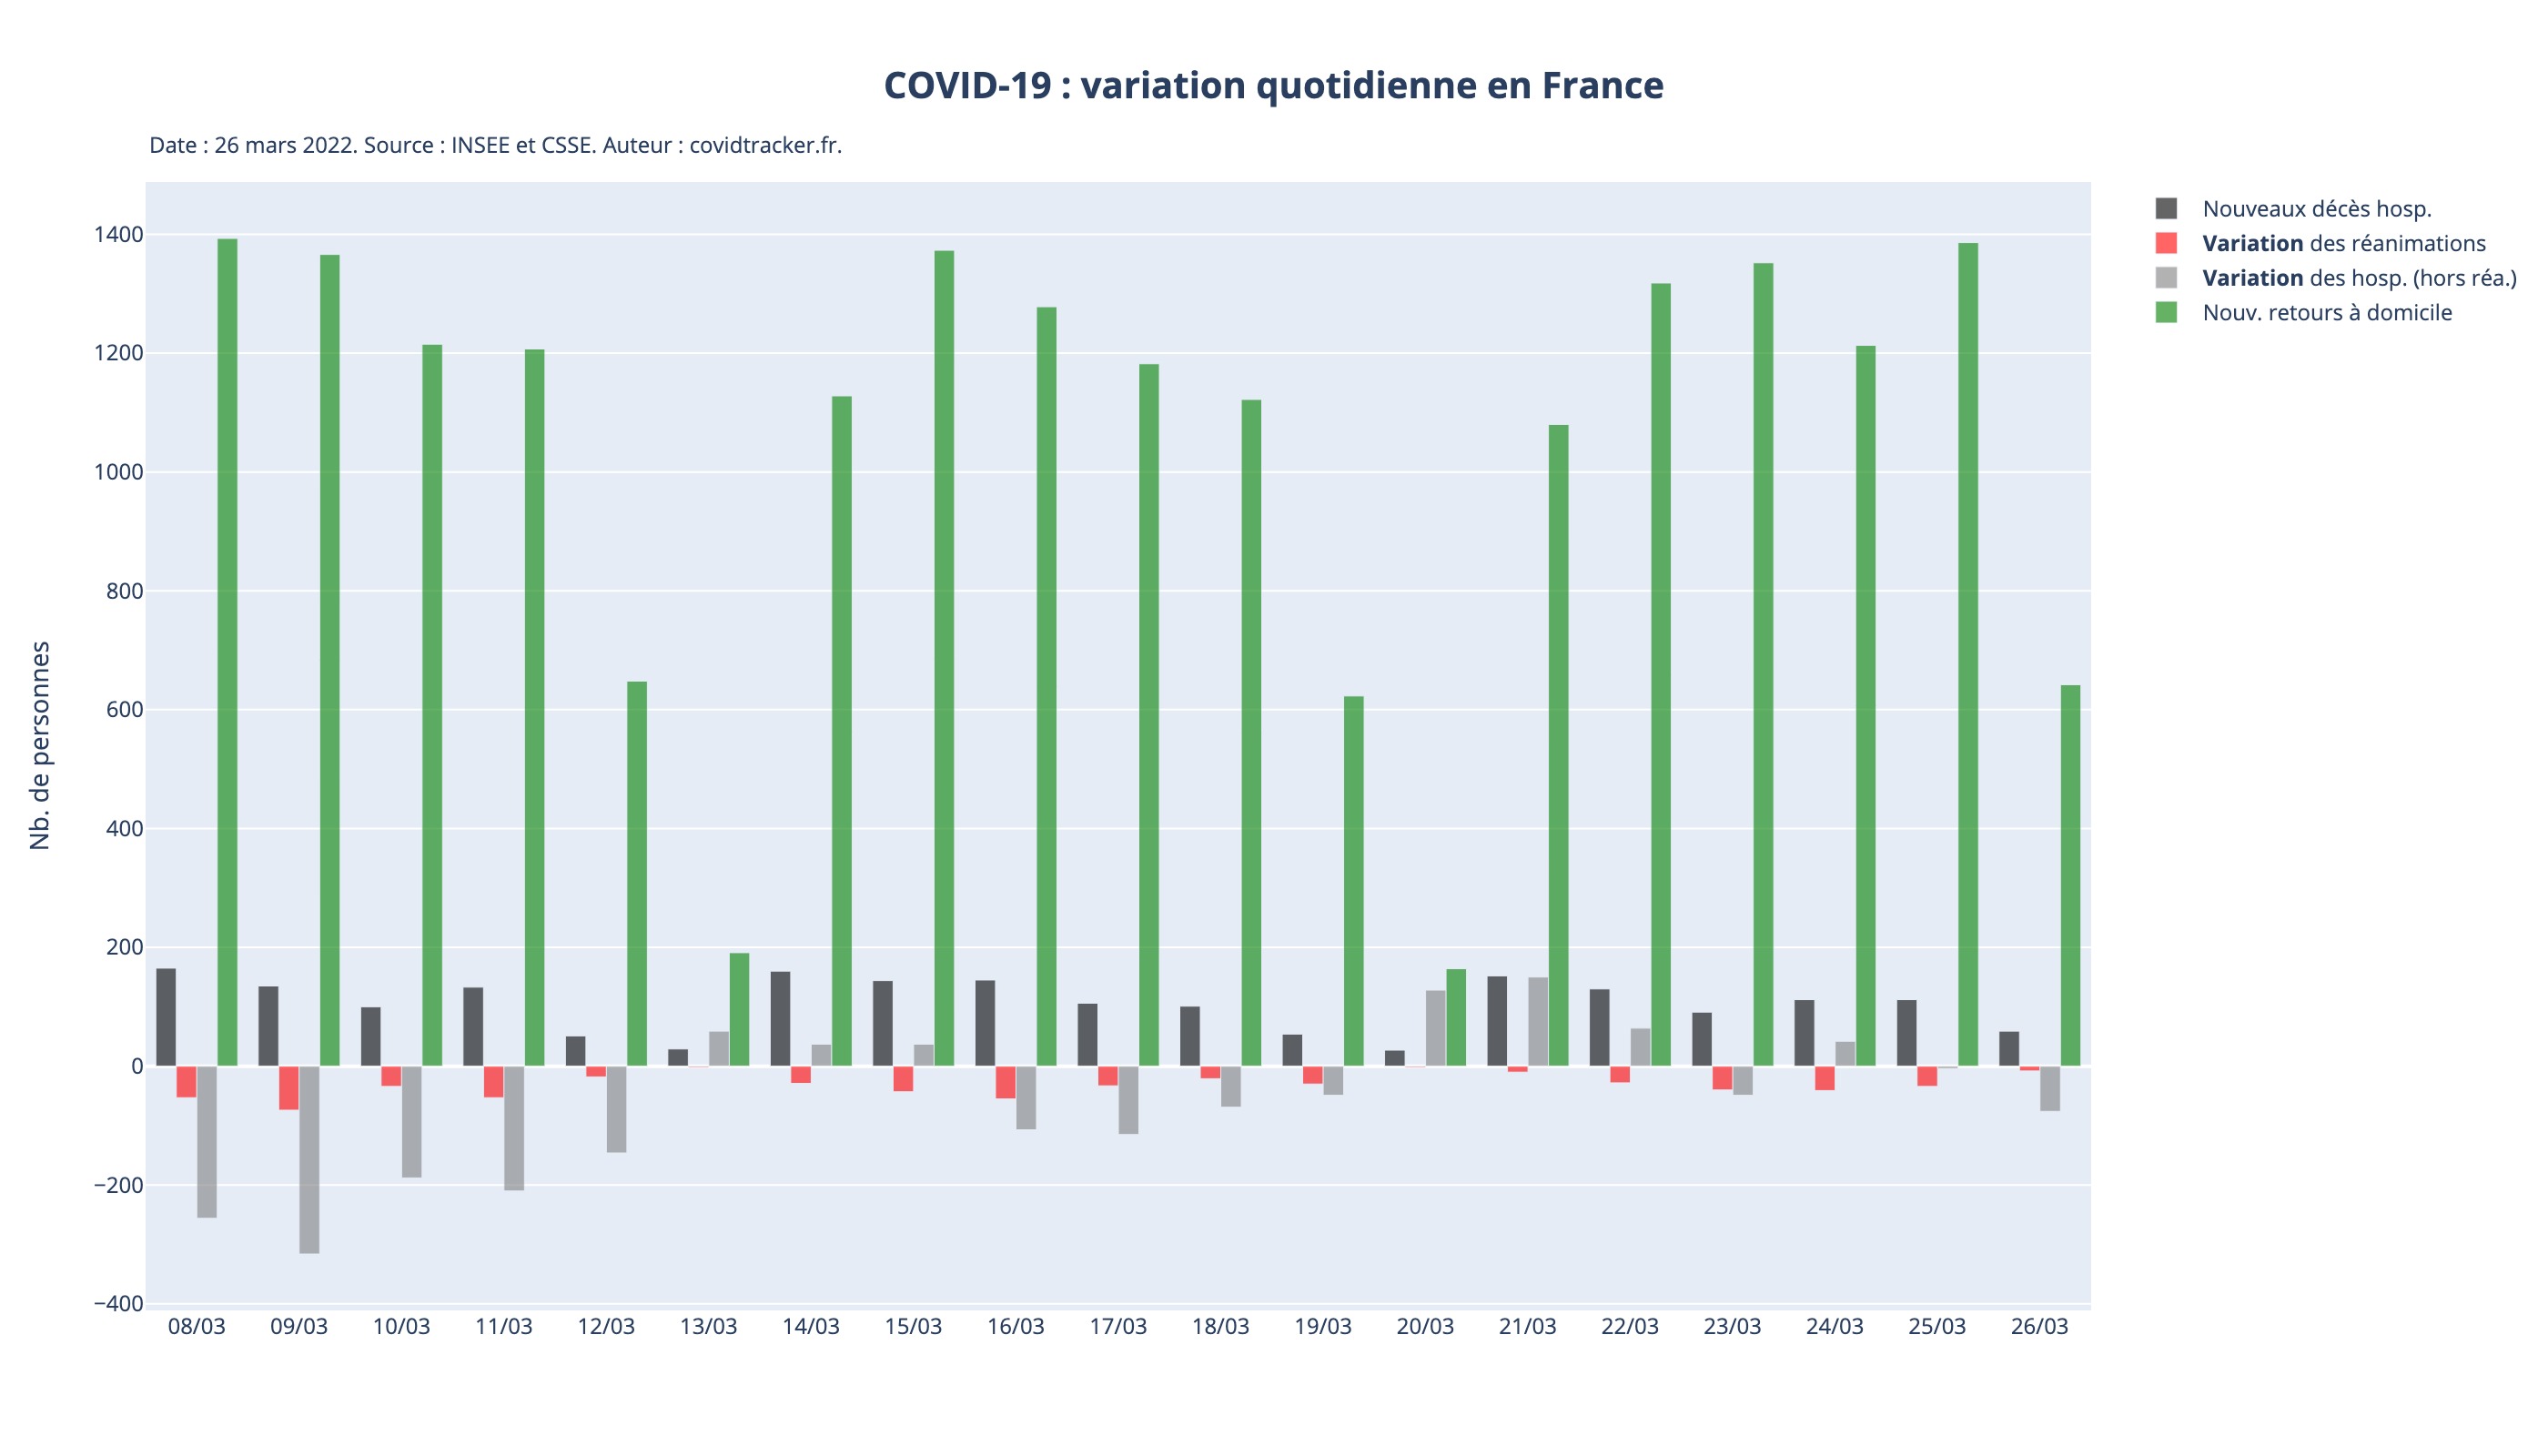 COVID-19 : variation quotidienne en France
Date : 26 mars 2022. Source : INSEE et CSSE. Auteur : covidtracker.fr.
Nouveaux décès hosp.
Variation des réanimations
Variation des hosp. (hors réa.)
Nouv. retours à domicile
Nb. de personnes
1400
1200
1000
800
600
400
200
0
−200
−400
08/03 09/03 10/03 11/03 12/03 13/03 14/03 15/03 16/03 17/03 18/03 19/03 20/03 21/03 22/03 23/03 24/03 25/03 26/03